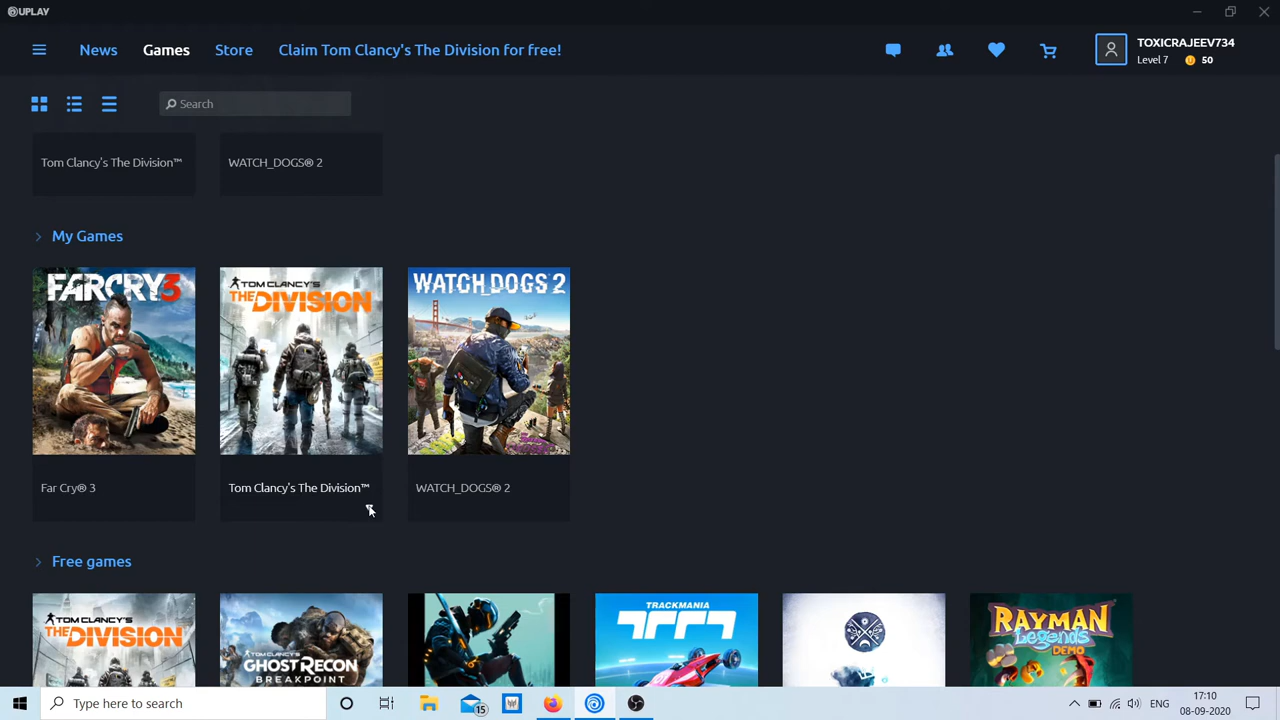 UPLAY
News Games Store Claim Tom Clancy's The Division for free!
TOXICRAJEEV734
Level 7 50
Search
Tom Clancy's The Division™ WATCH_DOGS® 2
My Games
FARCRY 3
TOM CLANCY'S
THE DIVISION
WATCH_DOGS 2
Far Cry® 3 Tom Clancy's The Division™ WATCH_DOGS® 2
Free games
TOM CLANCY'S
THE DIVISION
TOM CLANCY'S
GHOST RECON
BREAKPOINT
TRACKMANIA
RAYMAN
Legends
DEMO
Type here to search
15
ENG
17:10
08-09-2020